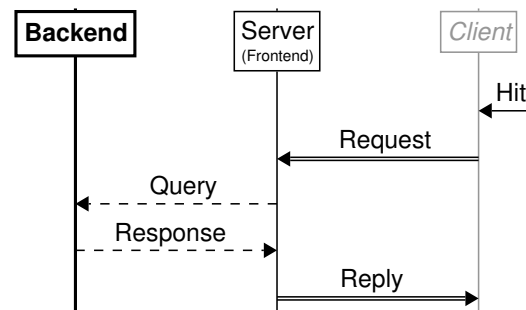 Backend
Server
(Frontend)
Client
Hit
Request
Query
Response
Reply